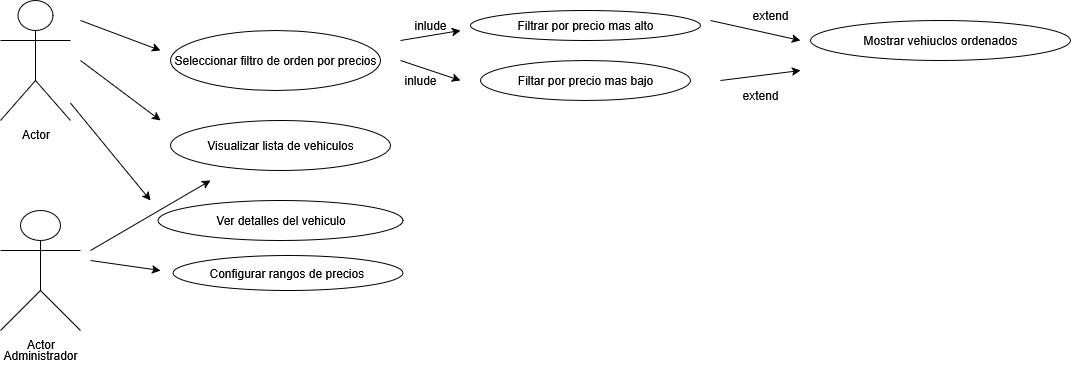 inlude
Filtrar por precio mas alto
extend
Mostrar vehiuclos ordenados
Seleccionar filtro de orden por precios
inlude
Filtar por precio mas bajo
extend
Actor
Visualizar lista de vehiculos
Ver detalles del vehiculo
Configurar rangos de precios
Actor
Administrador